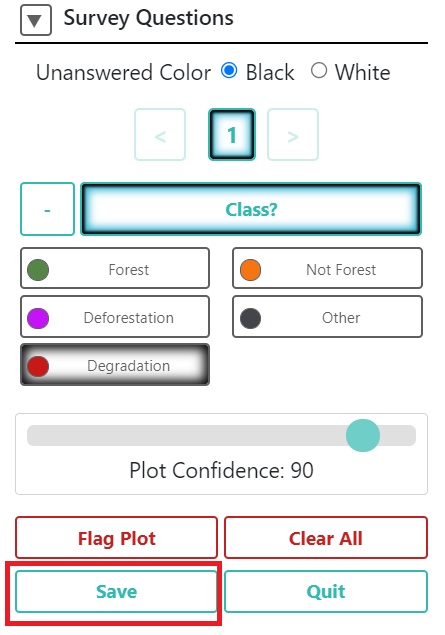 ▼ Survey Questions
Unanswered Color Black White
< 1 >
- Class?
Forest Not Forest
Deforestation Other
Degradation
Plot Confidence: 90
Flag Plot Clear All
Save Quit